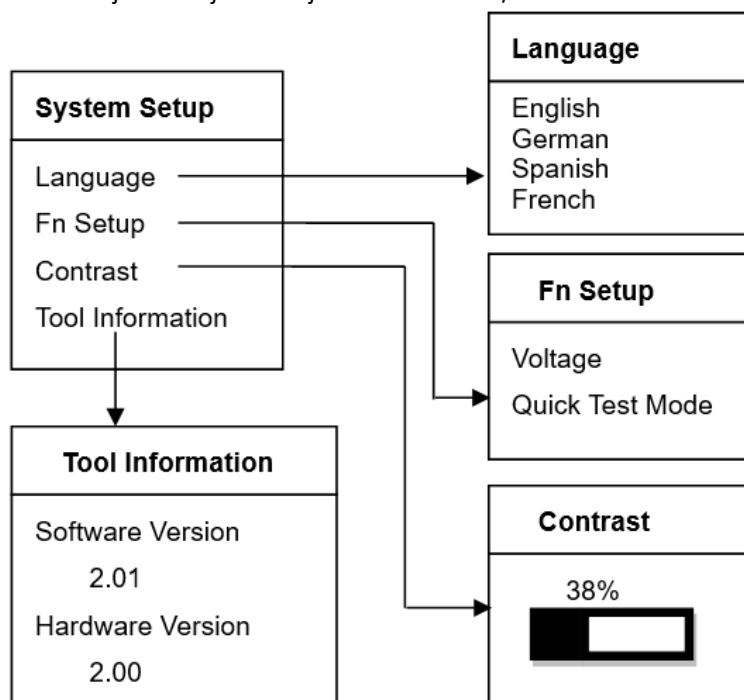 System Setup
Language
Fn Setup
Contrast
Tool Information
Language
English
German
Spanish
French
Fn Setup
Voltage
Quick Test Mode
Tool Information
Software Version
2.01
Hardware Version
2.00
Contrast
38%